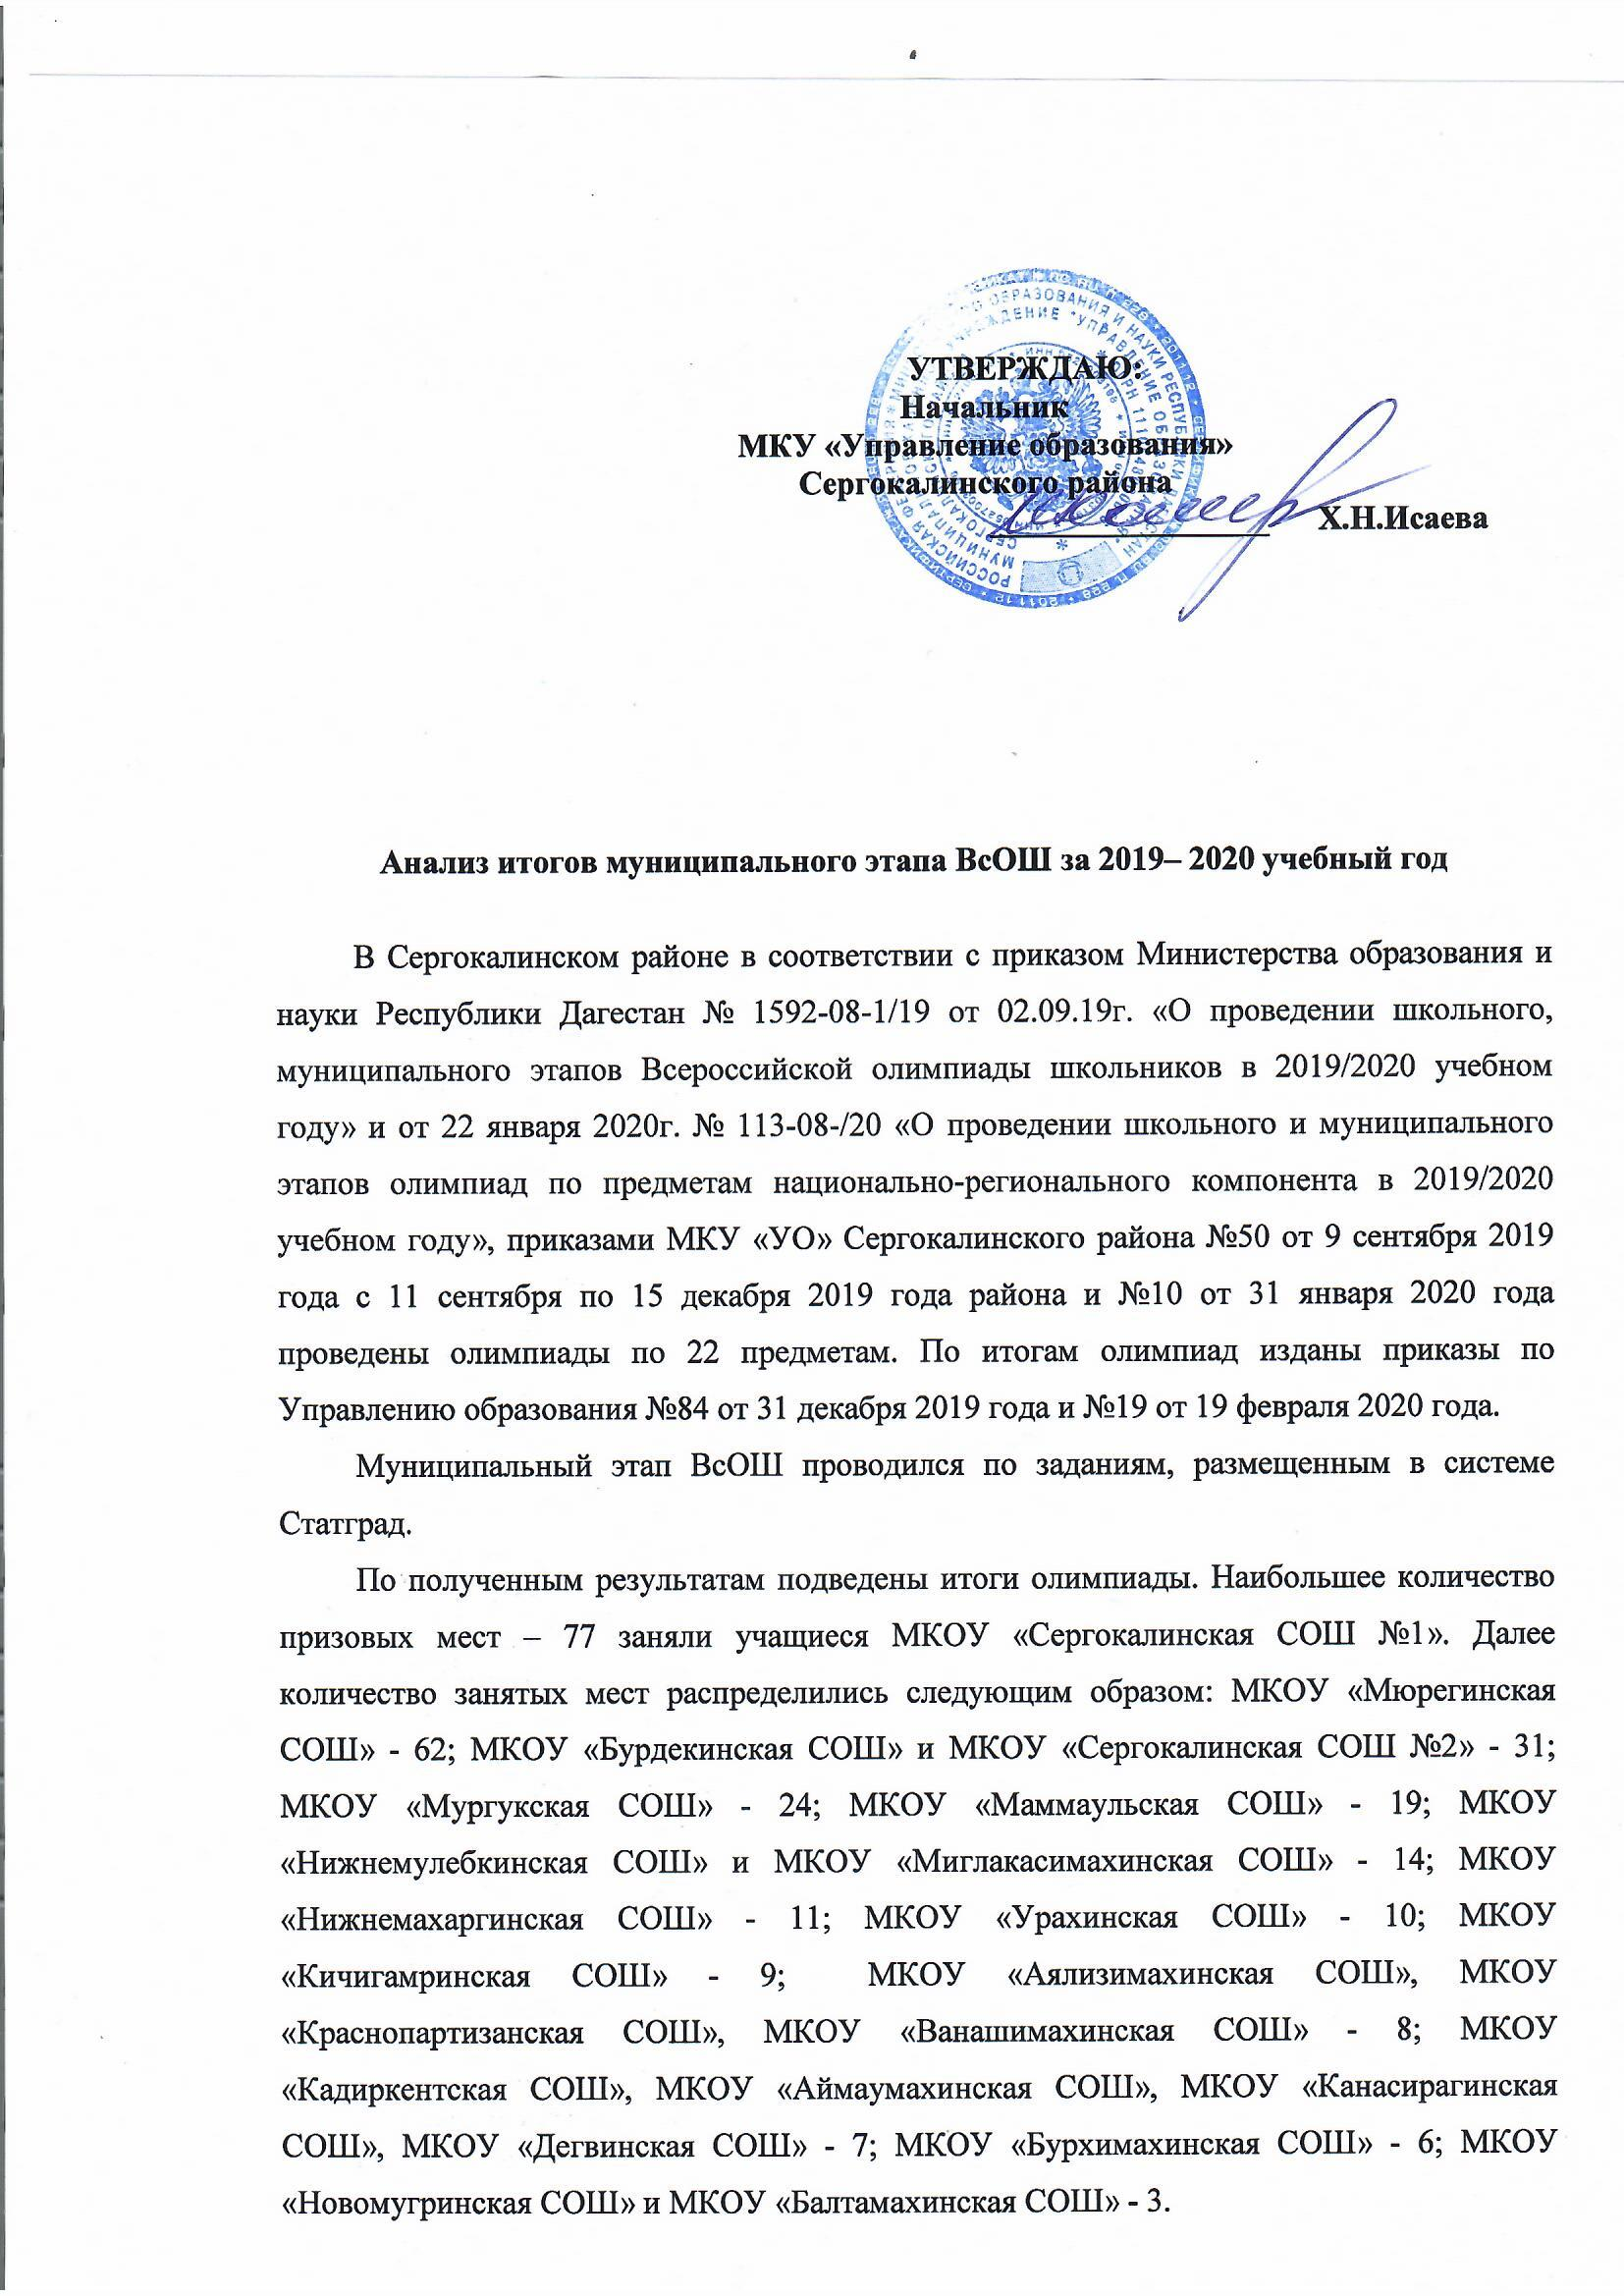 УТВЕРЖДАЮ:
Начальник
МКУ «Управление образования»
Сергокалинского района
Х.Н.Исаева
Анализ итогов муниципального этапа ВсОШ за 2019– 2020 учебный год
В Сергокалинском районе в соответствии с приказом Министерства образования и
науки Республики Дагестан № 1592-08-1/19 от 02.09.19г. «О проведении школьного,
муниципального этапов Всероссийской олимпиады школьников в 2019/2020 учебном
году» и от 22 января 2020г. № 113-08-/20 «О проведении школьного и муниципального
этапов олимпиад по предметам национально-регионального компонента в 2019/2020
учебном году», приказами МКУ «УО» Сергокалинского района №50 от 9 сентября 2019
года с 11 сентября по 15 декабря 2019 года района и №10 от 31 января 2020 года
проведены олимпиады по 22 предметам. По итогам олимпиад изданы приказы по
Управлению образования №84 от 31 декабря 2019 года и №19 от 19 февраля 2020 года.
Муниципальный этап ВсОШ проводился по заданиям, размещенным в системе
Статград.
По полученным результатам подведены итоги олимпиады. Наибольшее количество
призовых мест – 77 заняли учащиеся МКОУ «Сергокалинская СОШ №1». Далее
количество занятых мест распределились следующим образом: МКОУ «Мюрегинская
СОШ» - 62; МКОУ «Бурдекинская СОШ» и МКОУ «Сергокалинская СОШ №2» - 31;
МКОУ «Мургукская СОШ» - 24; МКОУ «Маммаульская СОШ» - 19; МКОУ
«Нижнемулебкинская СОШ» и МКОУ «Миглакасимахинская СОШ» - 14; МКОУ
«Нижнемахаргинская СОШ» - 11; МКОУ «Урахинская СОШ» - 10; МКОУ
«Кичигамринская СОШ» - 9; МКОУ «Аялизимахинская СОШ», МКОУ
«Краснопартизанская СОШ», МКОУ «Ванашимахинская СОШ» - 8; МКОУ
«Кадиркентская СОШ», МКОУ «Аймаумахинская СОШ», МКОУ «Канасирагинская
СОШ», МКОУ «Дегвинская СОШ» - 7; МКОУ «Бурхимахинская СОШ» - 6; МКОУ
«Новомугринская СОШ» и МКОУ «Балтамахинская СОШ» - 3.